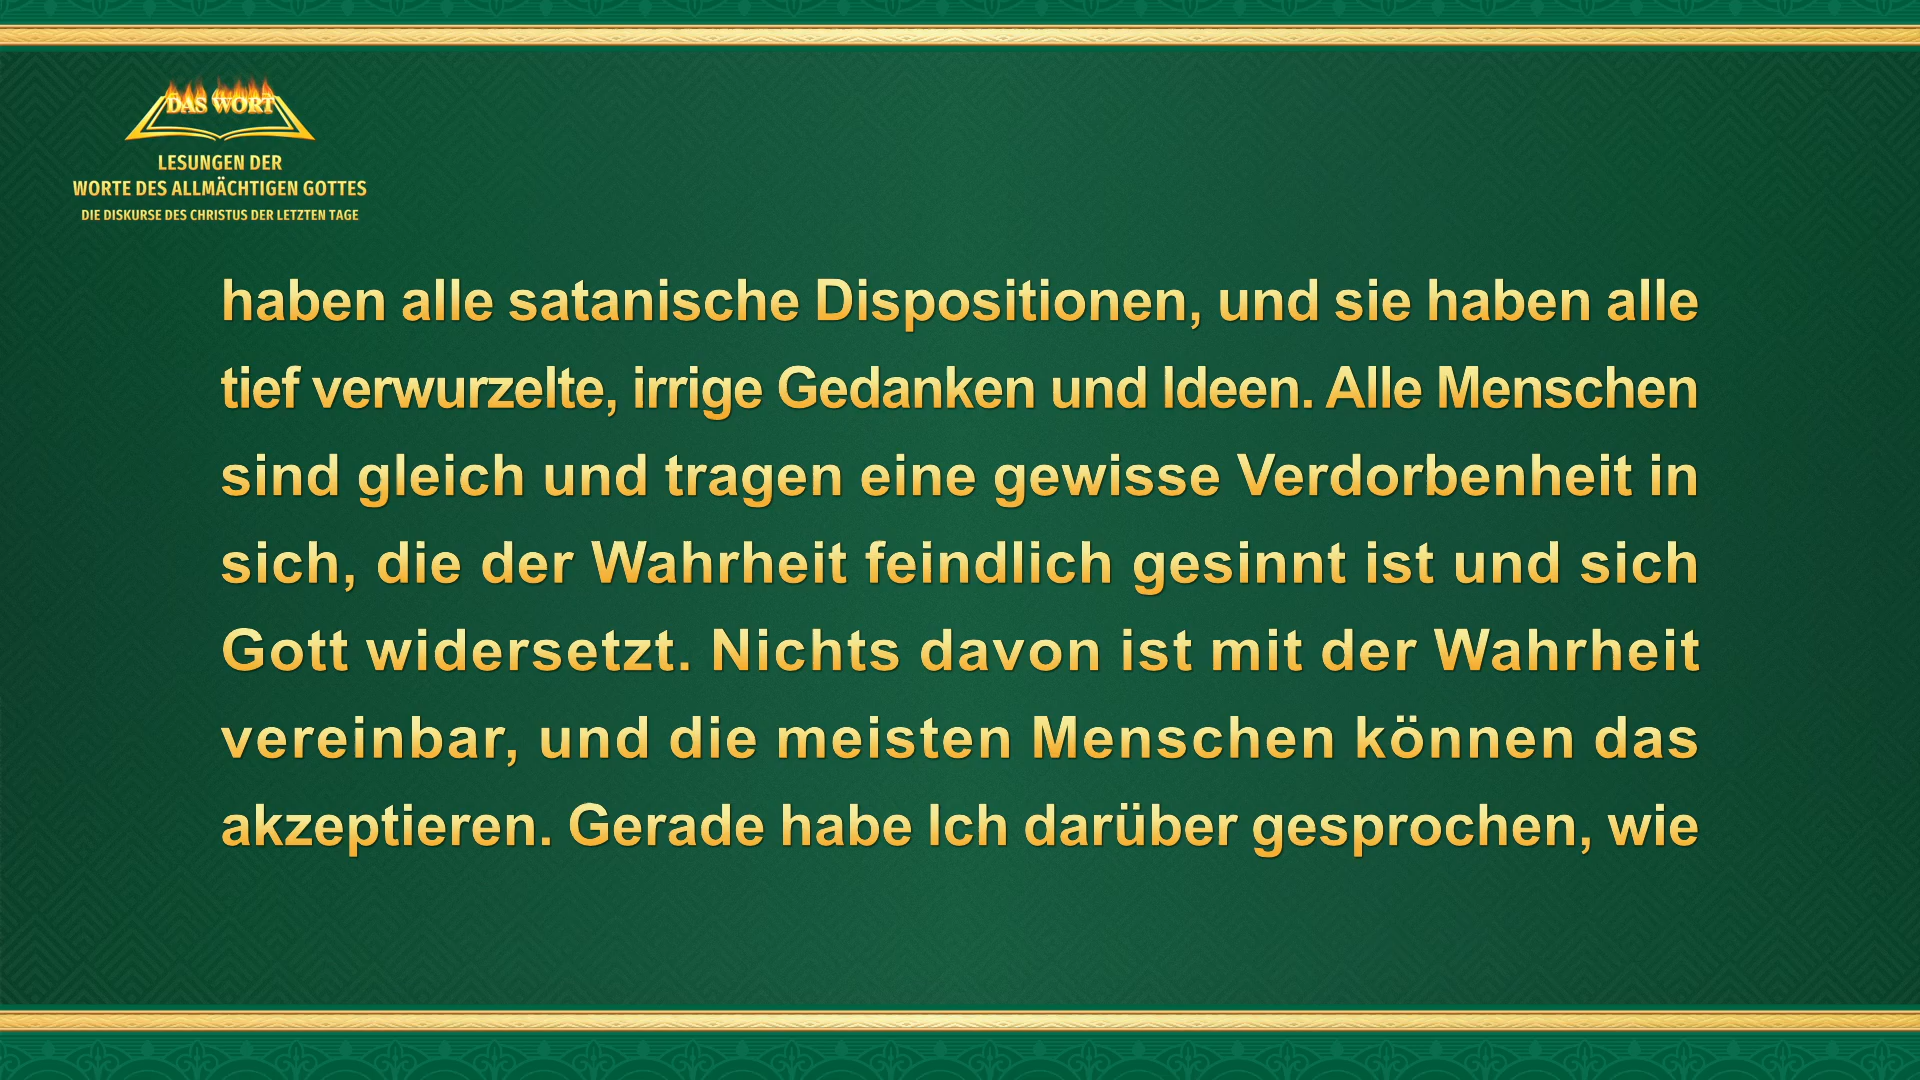 DAS WORT
LESUNGEN DER
WORTE DES ALLMÄCHTIGEN GOTTES
DIE DISKURSE DES CHRISTUS DER LETZTEN TAGE
haben alle satanische Dispositionen, und sie haben alle
tief verwurzelte, irrige Gedanken und Ideen. Alle Menschen
sind gleich und tragen eine gewisse Verdorbenheit in
sich, die der Wahrheit feindlich gesinnt ist und sich
Gott widersetzt. Nichts davon ist mit der Wahrheit
vereinbar, und die meisten Menschen können das
akzeptieren. Gerade habe Ich darüber gesprochen, wie